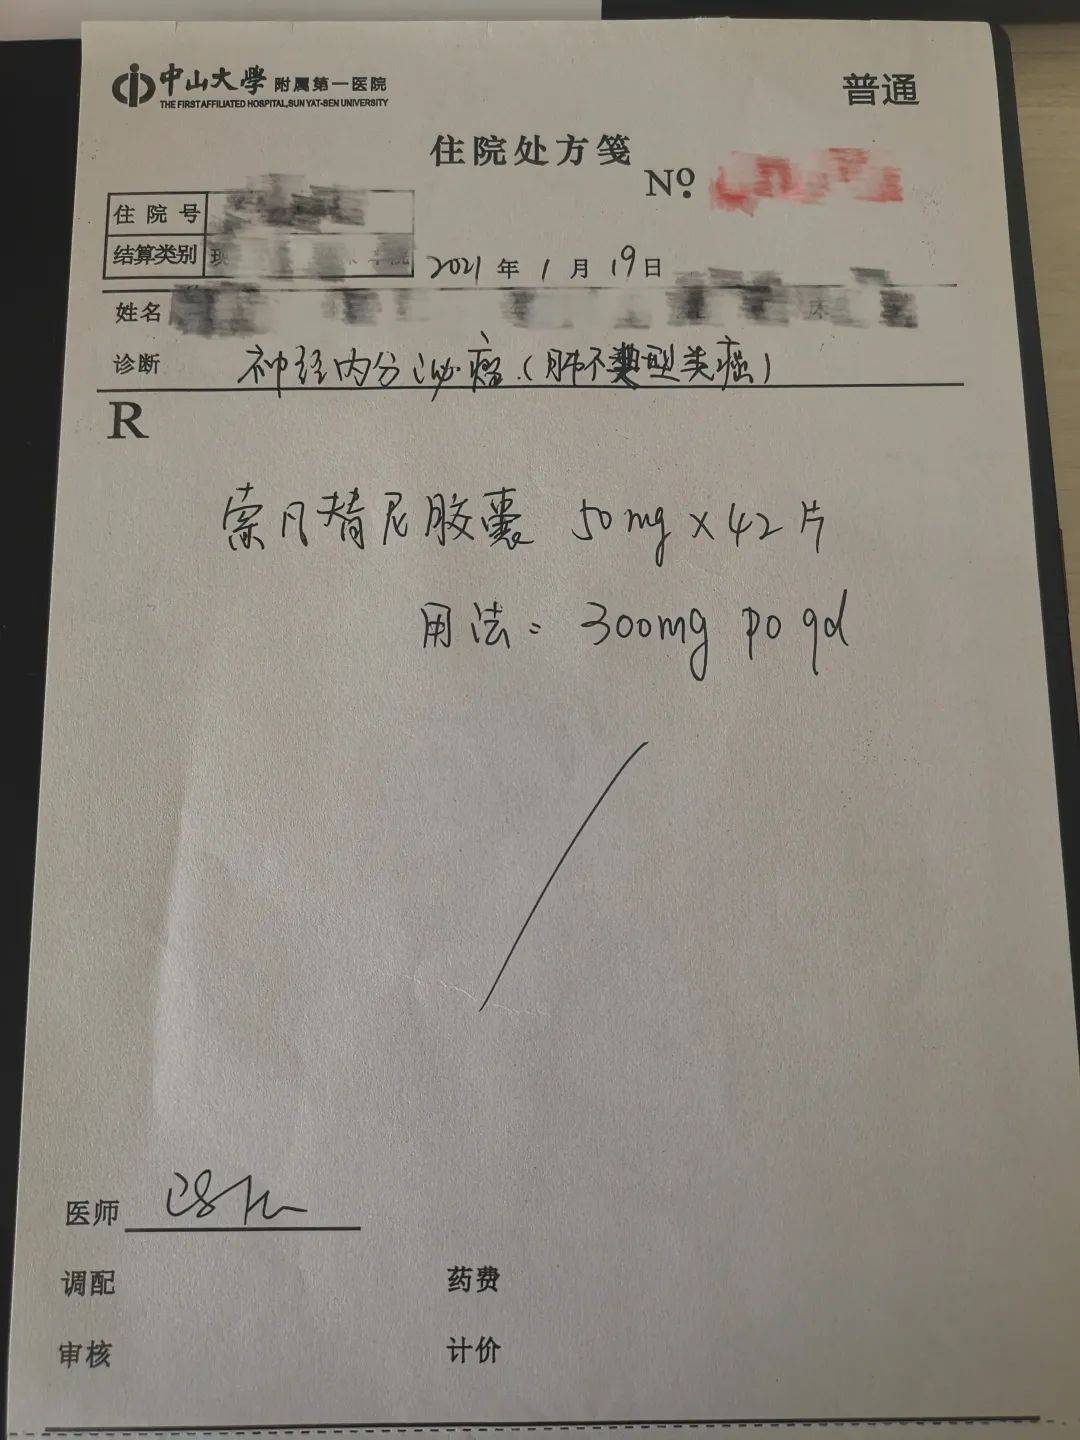 中山大學 附属第一医院
THE FIRST AFFILIATED HOSPITAL, SUN YAT-SEN UNIVERSITY
普通
住院处方笺
Nº
住院号
结算类别
2021 年 1 月 19 日
姓名
诊断 神经内分泌瘤(肺不典型类癌)
R
索凡替尼胶囊 50mg x 42片
用法: 300mg po qd
医师
调配 药费
审核 计价